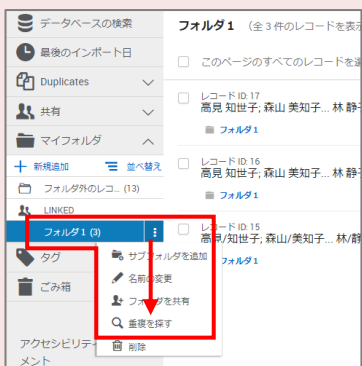 データベースの検索
最後のインポート日
Duplicates
共有
マイフォルダ
新規追加 並べ替え
フォルダ外のレコ... (13)
LINKED
フォルダ1 (3)
タグ
ごみ箱
アクセシビリティ
メント
サブフォルダを追加
名前の変更
フォルダを共有
重複を探す
削除
フォルダ1 (全3件のレコードを表示
このページのすべてのレコードを選
レコード ID: 17
高見 知世子; 森山 美知子... 林 静子
フォルダ1
レコード ID: 16
高見 知世子; 森山 美知子... 林 静子
フォルダ1
レコード ID: 15
高見/知世子; 森山/美知子... 林/静
フォルダ1